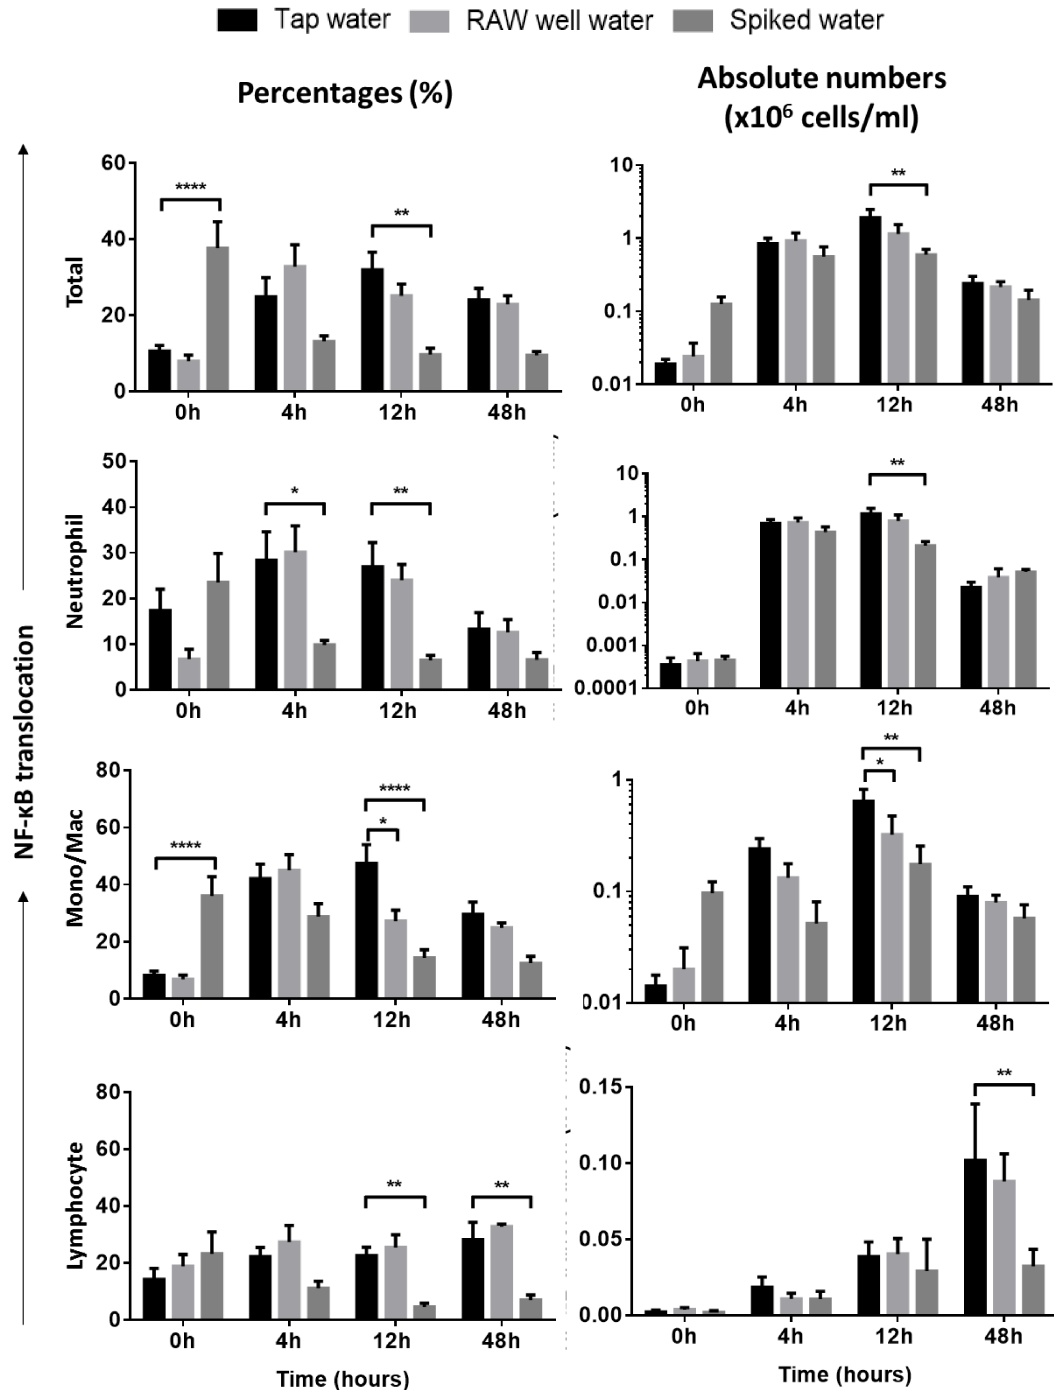 Tap water RAW well water Spiked water
Percentages (%)
Absolute numbers
(x10⁶ cells/ml)
NF-κB translocation
Total
60
40
20
0
**** **
0h 4h 12h 48h
10
1
0.1
0.01
**
0h 4h 12h 48h
Neutrophil
50
40
30
20
10
0
* **
0h 4h 12h 48h
10
1
0.1
0.01
0.001
0.0001
**
0h 4h 12h 48h
Mono/Mac
80
60
40
20
0
**** **** *
0h 4h 12h 48h
1
0.1
0.01
**
*
0h 4h 12h 48h
Lymphocyte
80
60
40
20
0
** **
0h 4h 12h 48h
Time (hours)
0.15
0.10
0.05
0.00
**
0h 4h 12h 48h
Time (hours)